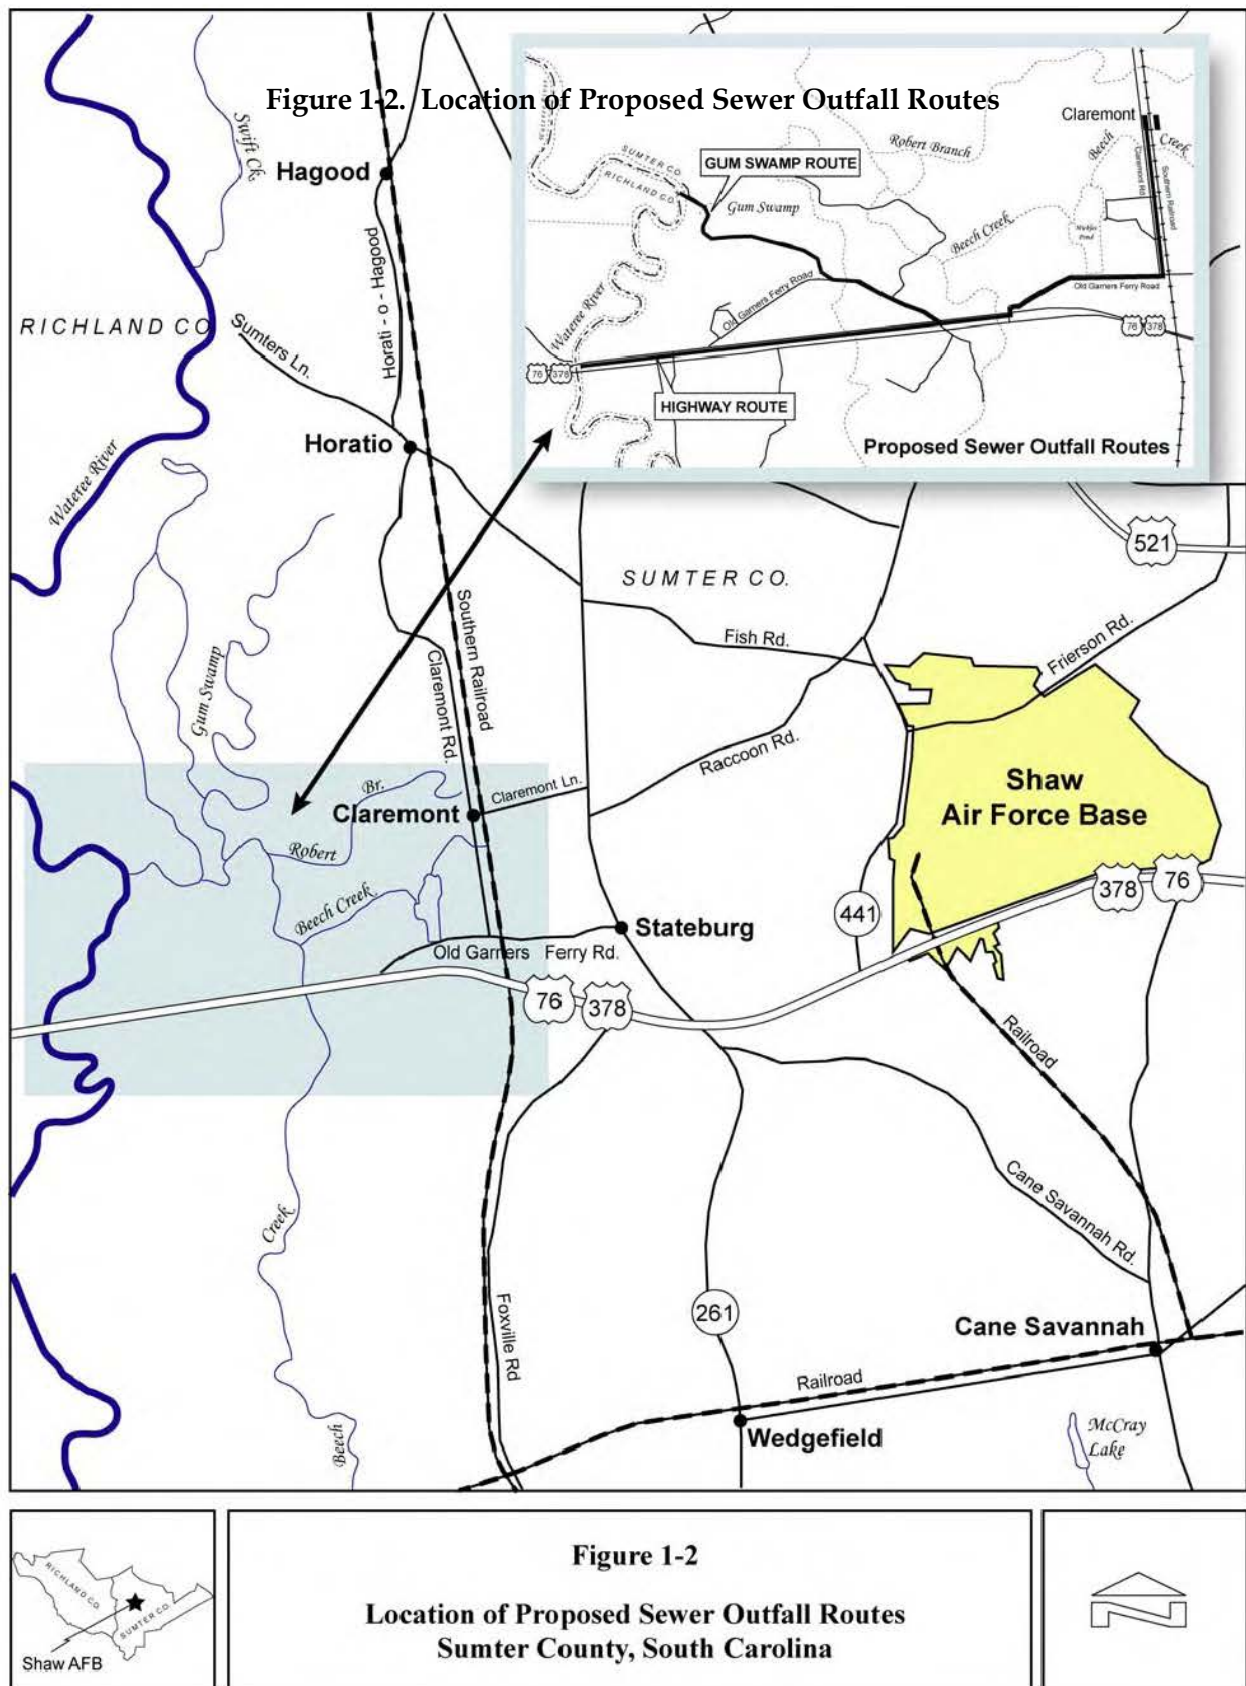 Figure 1-2. Location of Proposed Sewer Outfall Routes
Claremont
Beech
Creek
Robert Branch
SUMTER CO.
RICHLAND CO.
GUM SWAMP ROUTE
Gum Swamp
Beech Creek
Claremont Rd
Southern Railroad
Pond
Old Garners Ferry Road
Old Garners Ferry Road
Wateree River
76 378
76 378
HIGHWAY ROUTE
Proposed Sewer Outfall Routes
Swift Ck.
Hagood
Horati - o - Hagood
RICHLAND CO
Sumters Ln.
Horatio
Wateree River
521
SUMTER CO.
Fish Rd.
Frierson Rd.
Southern Railroad
Claremont Rd.
Gum Swamp
Raccoon Rd.
Shaw
Air Force Base
Br.
Claremont Ln.
Claremont
Robert
378
76
Beech Creek
441
Stateburg
Old Garners Ferry Rd.
76
378
Railroad
Cane Savannah Rd.
Creek
Foxville Rd
261
Cane Savannah
Railroad
Beech
Wedgefield
McCray
Lake
RICHLAND CO.
SUMTER CO.
Shaw AFB
Figure 1-2
Location of Proposed Sewer Outfall Routes
Sumter County, South Carolina
N